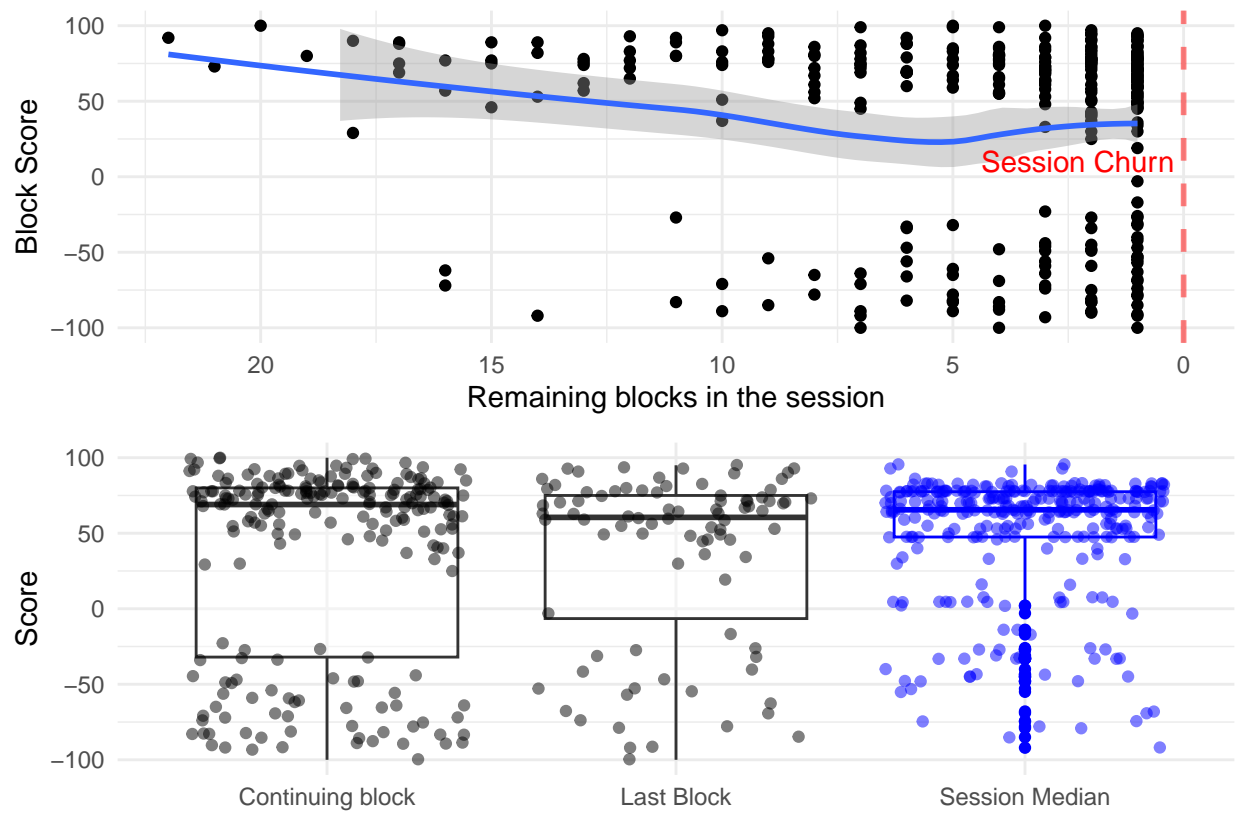 100
50
0
−50
−100
Block Score
Session Churn
20
15
10
5
0
Remaining blocks in the session
100
50
0
−50
−100
Score
Continuing block
Last Block
Session Median